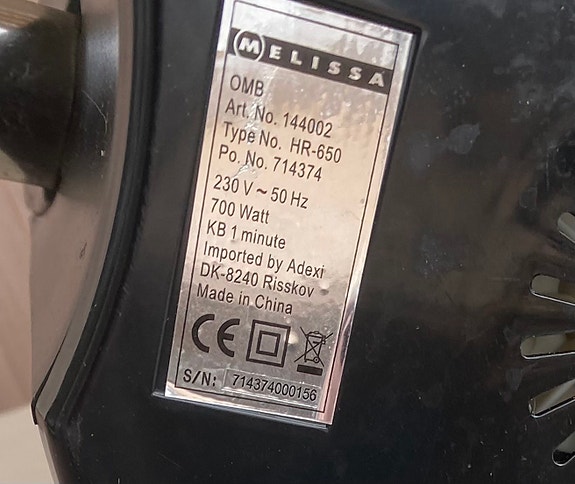 MELISSA
OMB
Art. No. 144002
Type No. HR-650
Po. No. 714374
230 V ~ 50 Hz
700 Watt
KB 1 minute
Imported by Adexi
DK-8240 Risskov
Made in China
CE
S/N: 714374000156